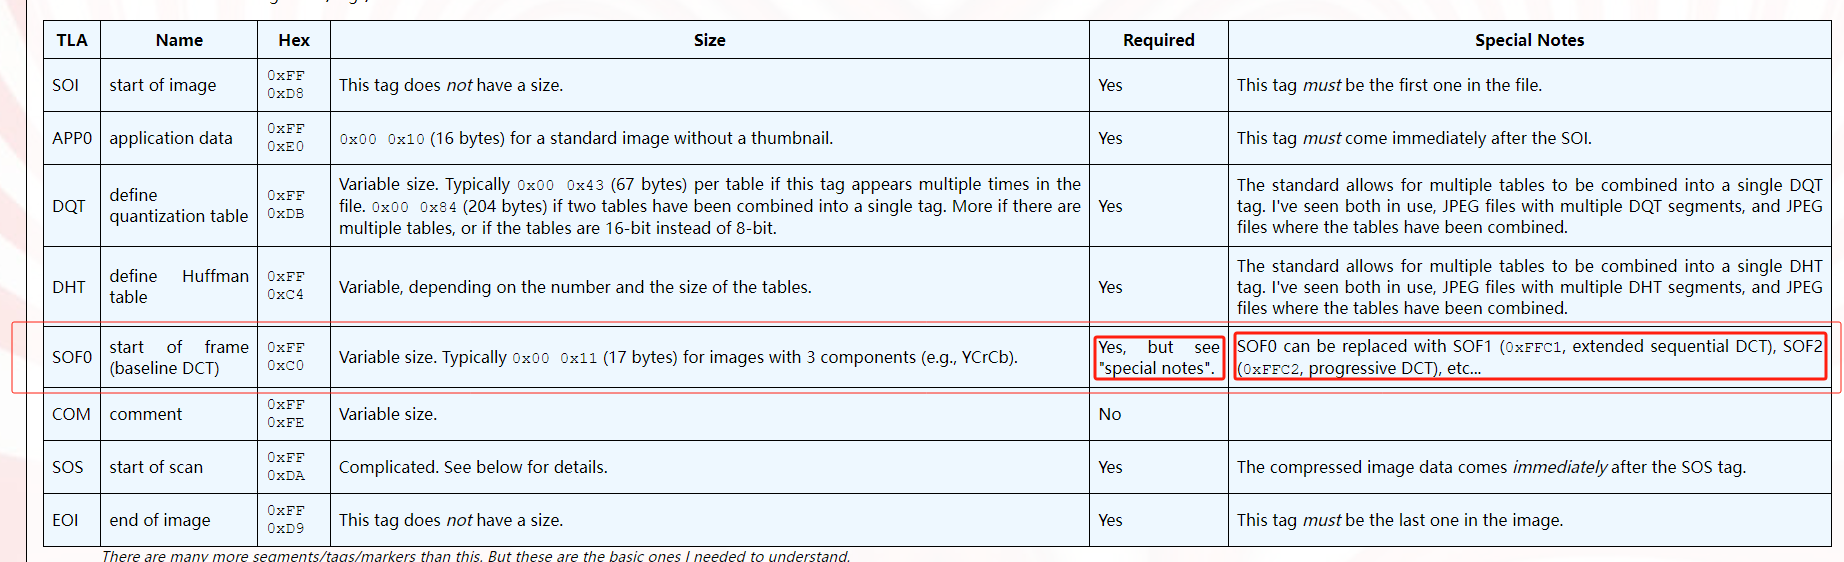 TLA Name Hex Size Required Special Notes
SOI start of image 0xFF 0xD8 This tag does not have a size. Yes This tag must be the first one in the file.
APP0 application data 0xFF 0xE0 0x00 0x10 (16 bytes) for a standard image without a thumbnail. Yes This tag must come immediately after the SOI.
DQT
define
quantization table
0xFF
0xDB
Variable size. Typically 0x00 0x43 (67 bytes) per table if this tag appears multiple times in the
file. 0x00 0x84 (204 bytes) if two tables have been combined into a single tag. More if there are
multiple tables, or if the tables are 16-bit instead of 8-bit.
Yes
The standard allows for multiple tables to be combined into a single DQT
tag. I've seen both in use, JPEG files with multiple DQT segments, and JPEG
files where the tables have been combined.
DHT
define Huffman
table
0xFF
0xC4
Variable, depending on the number and the size of the tables.
Yes
The standard allows for multiple tables to be combined into a single DHT
tag. I've seen both in use, JPEG files with multiple DHT segments, and JPEG
files where the tables have been combined.
SOF0
start of frame
(baseline DCT)
0xFF
0xC0
Variable size. Typically 0x00 0x11 (17 bytes) for images with 3 components (e.g., YCrCb).
Yes, but see
"special notes".
SOF0 can be replaced with SOF1 (0xFFC1, extended sequential DCT), SOF2
(0xFFC2, progressive DCT), etc...
COM comment 0xFF 0xFE Variable size. No
SOS start of scan 0xFF 0xDA Complicated. See below for details. Yes The compressed image data comes immediately after the SOS tag.
EOI end of image 0xFF 0xD9 This tag does not have a size. Yes This tag must be the last one in the image.
There are many more segments/tags/markers than this. But these are the basic ones I needed to understand.